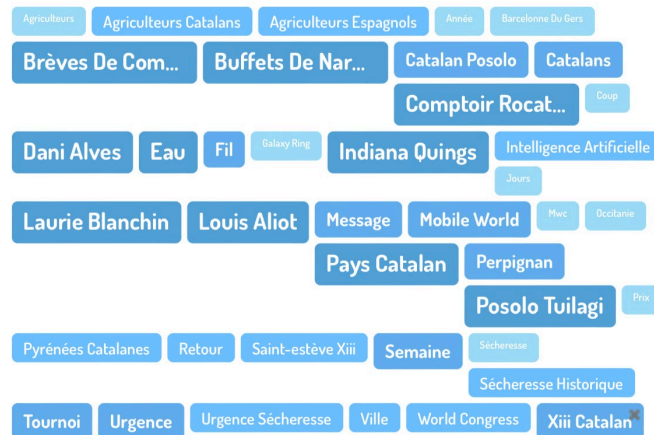 Agriculteurs Agriculteurs Catalans Agriculteurs Espagnols Année Barcelonne Du Gers
Brèves De Com... Buffets De Nar... Catalan Posolo Catalans
Comptoir Rocat... Coup
Dani Alves Eau Fil Galaxy Ring Indiana Quings Intelligence Artificielle
Jours
Laurie Blanchin Louis Aliot Message Mobile World Mwc Occitanie
Pays Catalan Perpignan
Posolo Tuilagi Prix
Pyrénées Catalanes Retour Saint-estève Xiii Semaine Sécheresse
Sécheresse Historique
Tournoi Urgence Urgence Sécheresse Ville World Congress Xiii Catalan